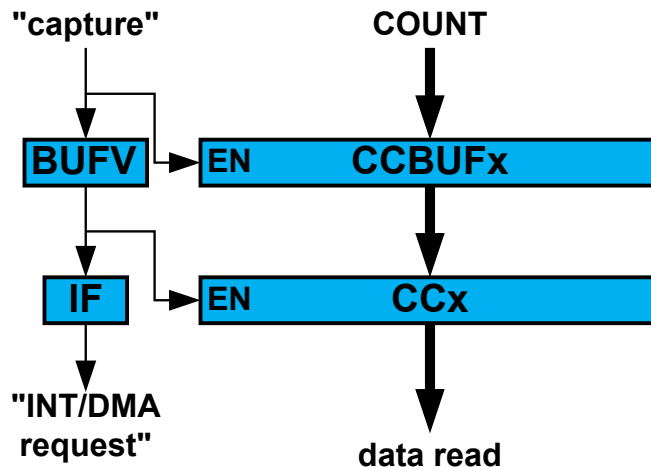 "capture"
COUNT
BUFV
EN
CCBUFx
IF
EN
CCx
"INT/DMA
request"
data read